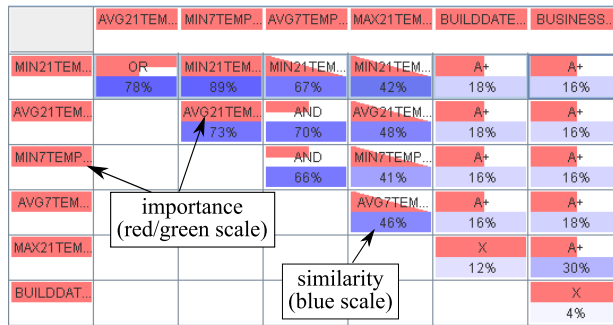 AVG21TEM... MIN7TEMP... AVG7TEMP... MAX21TEM... BUILDDATE... BUSINESS...
MIN21TEM... OR MIN21TEM... MIN21TEM... MIN21TEM... A+ A+
78% 89% 67% 42% 18% 16%
AVG21TEM... AVG21TEM... AND AVG21TEM... A+ A+
73% 70% 48% 18% 16%
MIN7TEMP... AND MIN7TEMP... A+ A+
66% 41% 16% 16%
AVG7TEM... AVG7TEM... A+ A+
46% 16% 18%
importance
(red/green scale)
MAX21TEM... X A+
12% 30%
similarity
(blue scale)
BUILDDAT... X
4%